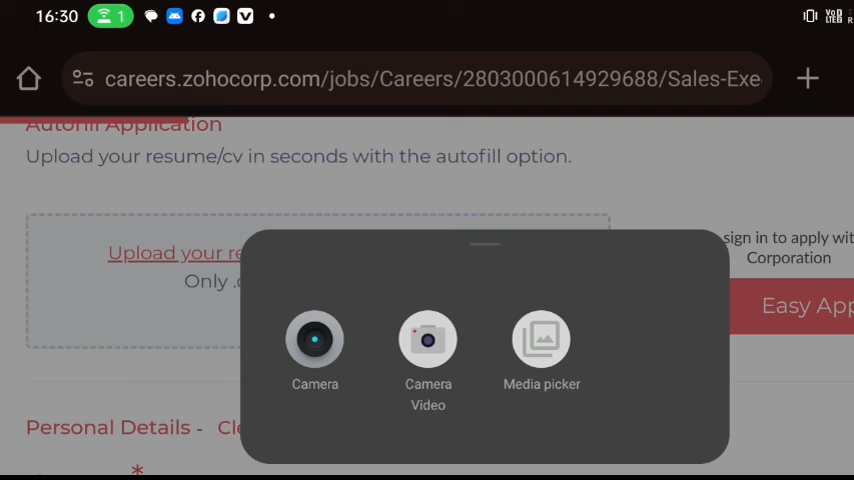 16:30 1 VoD LTE R
careers.zohocorp.com/jobs/Careers/2803000614929688/Sales-Exe
Autofill Application
Upload your resume/cv in seconds with the autofill option.
sign in to apply wit
Corporation
Upload your re
Only .
Easy App
Camera
Camera
Video
Media picker
Personal Details - Cle
*